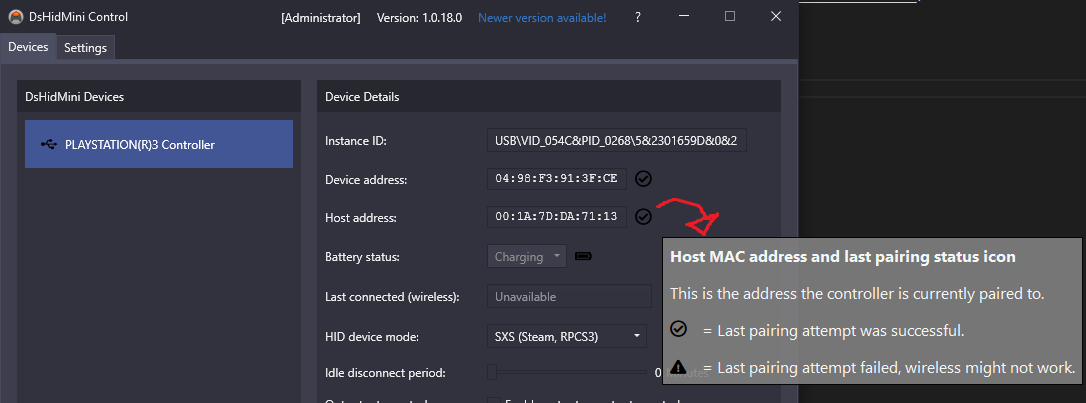 DsHidMini Control [Administrator] Version: 1.0.18.0 Newer version available! ?
Devices Settings
DsHidMini Devices
PLAYSTATION(R)3 Controller
Device Details
Instance ID: USB\VID_054C&PID_0268\5&2301659D&0&2
Device address: 04:98:F3:91:3F:CE
Host address: 00:1A:7D:DA:71:13
Battery status: Charging
Last connected (wireless): Unavailable
HID device mode: SXS (Steam, RPCS3)
Idle disconnect period: 0
Host MAC address and last pairing status icon
This is the address the controller is currently paired to.
= Last pairing attempt was successful.
= Last pairing attempt failed, wireless might not work.